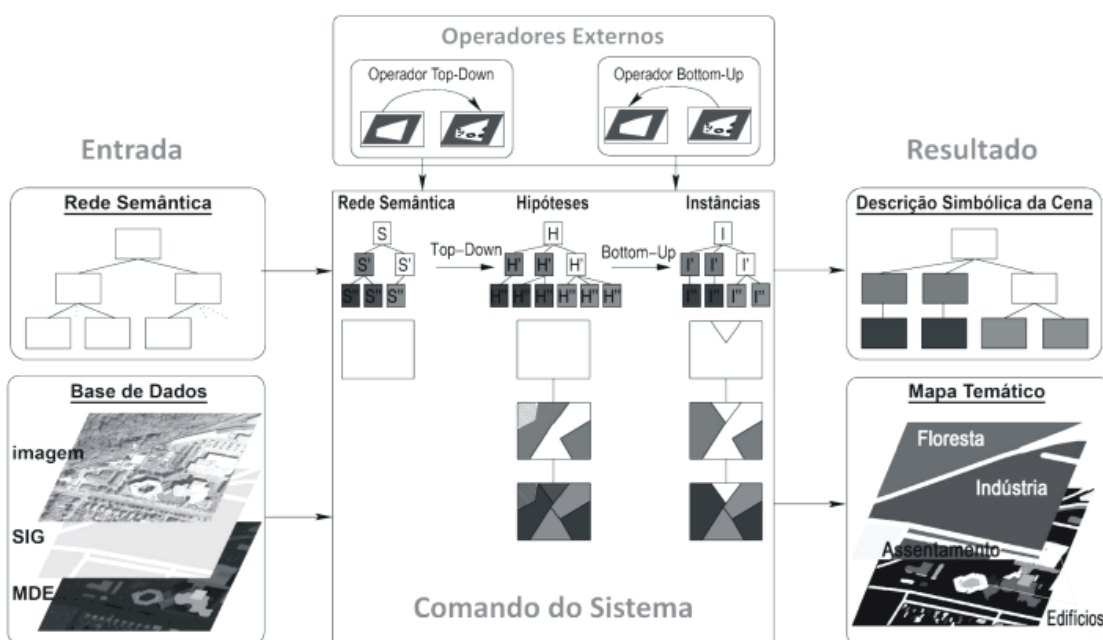 Operadores Externos
Operador Top-Down
Operador Bottom-Up
Entrada
Resultado
Rede Semântica
Rede Semântica
Hipóteses
Instâncias
Descrição Simbólica da Cena
S
Top-Down
H
Bottom-Up
I
S' S'
H' H' H'
I' I' I'
S" S" S"
H" H" H" H" H"
I" I" I" I"
Base de Dados
imagem
SIG
MDE
Mapa Temático
Floresta
Indústria
Assentamento
Edifícios
Comando do Sistema